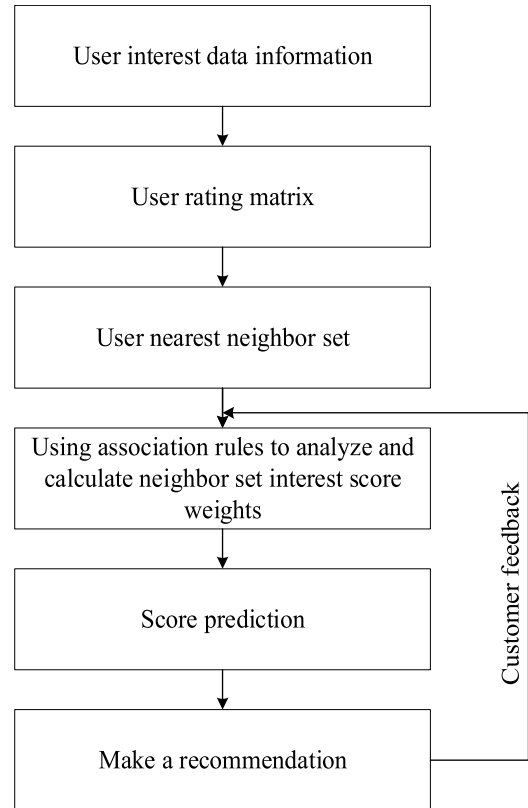 User interest data information
User rating matrix
User nearest neighbor set
Using association rules to analyze and
calculate neighbor set interest score
weights
Score prediction
Make a recommendation
Customer feedback